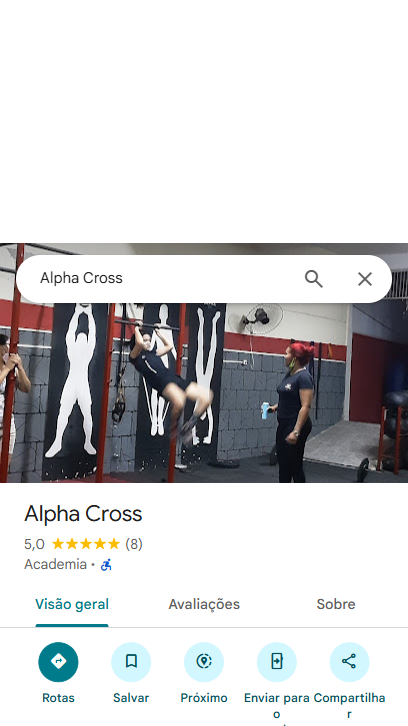 Alpha Cross
Alpha Cross
5,0 (8)
Academia ·
Visão geral Avaliações Sobre
Rotas Salvar Próximo Enviar para o Compartilhar